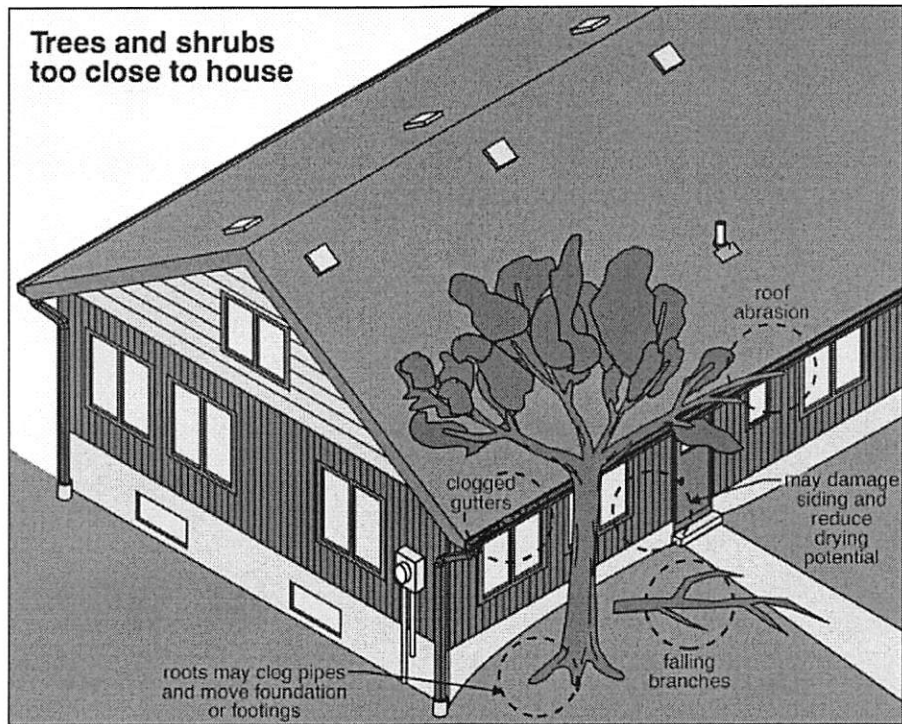 Trees and shrubs
too close to house
roof
abrasion
clogged
gutters
may damage
siding and
reduce
drying
potential
roots may clog pipes
and move foundation
or footings
falling
branches